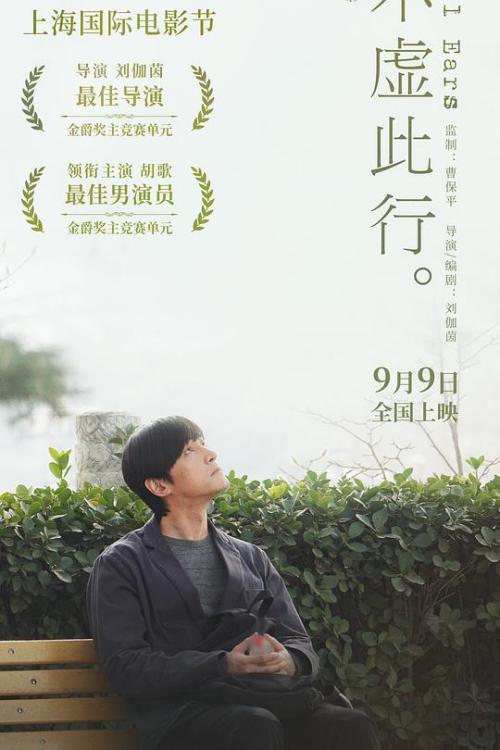 上海国际电影节
导演 刘伽茵
最佳导演
金爵奖主竞赛单元
领衔主演 胡歌
最佳男演员
金爵奖主竞赛单元
虚此行。
Ears
监制：曹保平 导演/编剧：刘伽茵
9月9日
全国上映